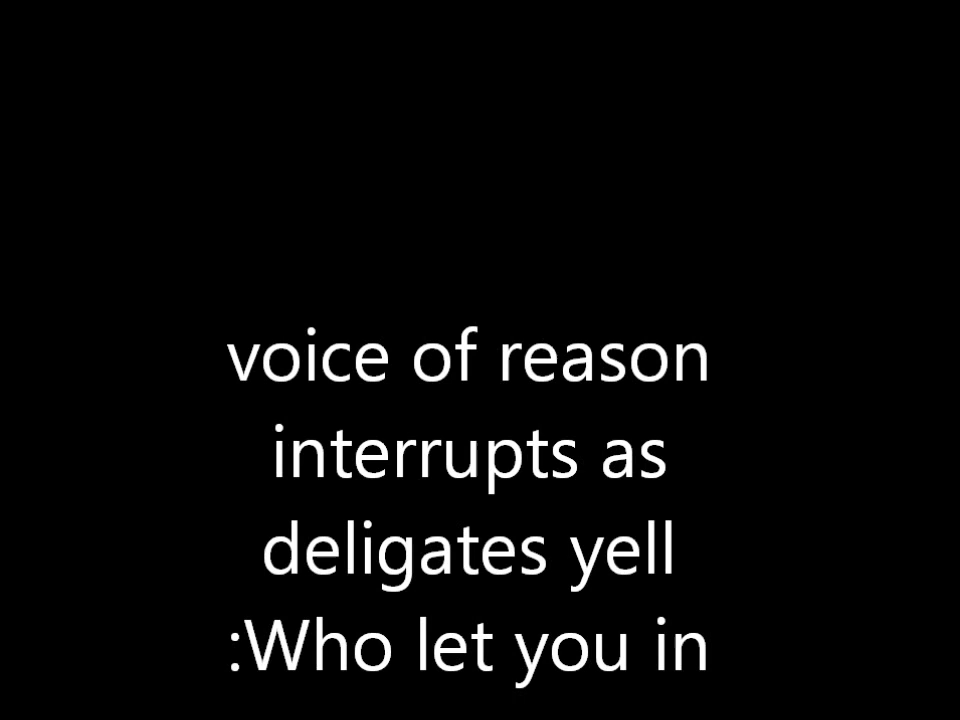 voice of reason
interrupts as
deligates yell
:Who let you in